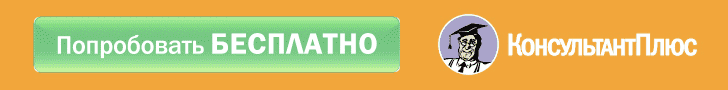 Попробовать БЕСПЛАТНО
КонсультантПлюс